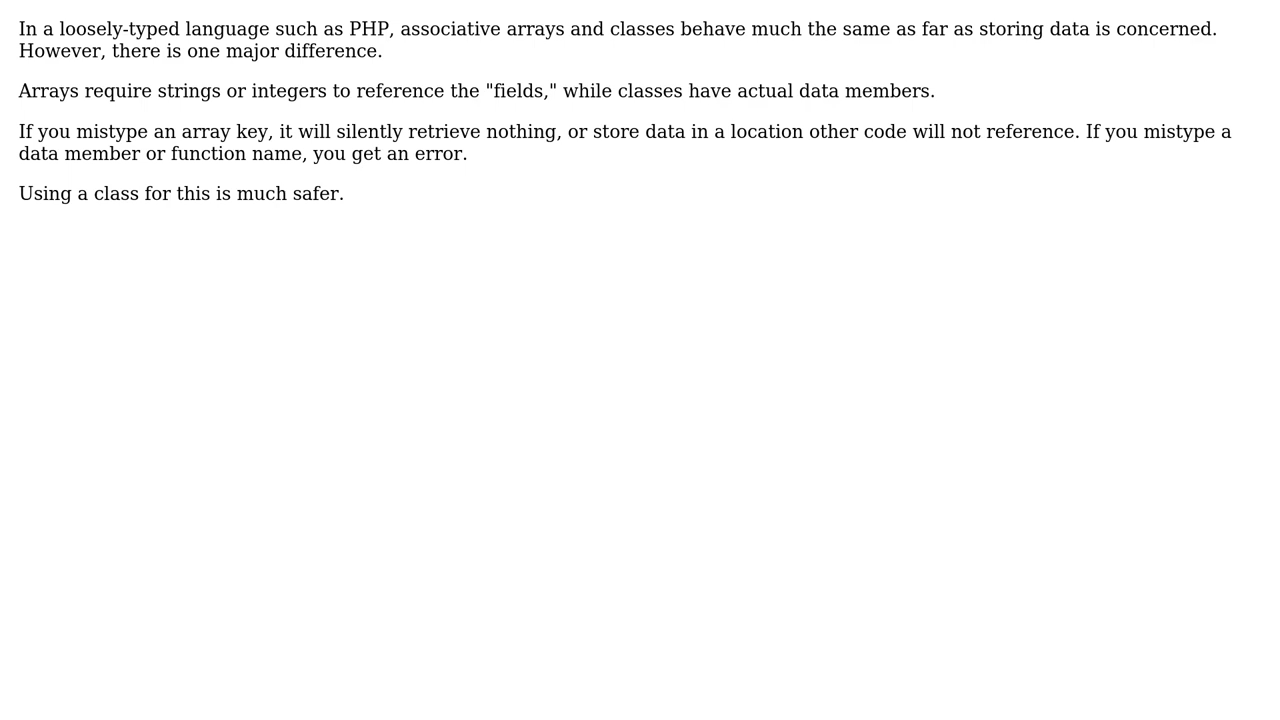 In a loosely-typed language such as PHP, associative arrays and classes behave much the same as far as storing data is concerned.
However, there is one major difference.
Arrays require strings or integers to reference the "fields," while classes have actual data members.
If you mistype an array key, it will silently retrieve nothing, or store data in a location other code will not reference. If you mistype a
data member or function name, you get an error.
Using a class for this is much safer.